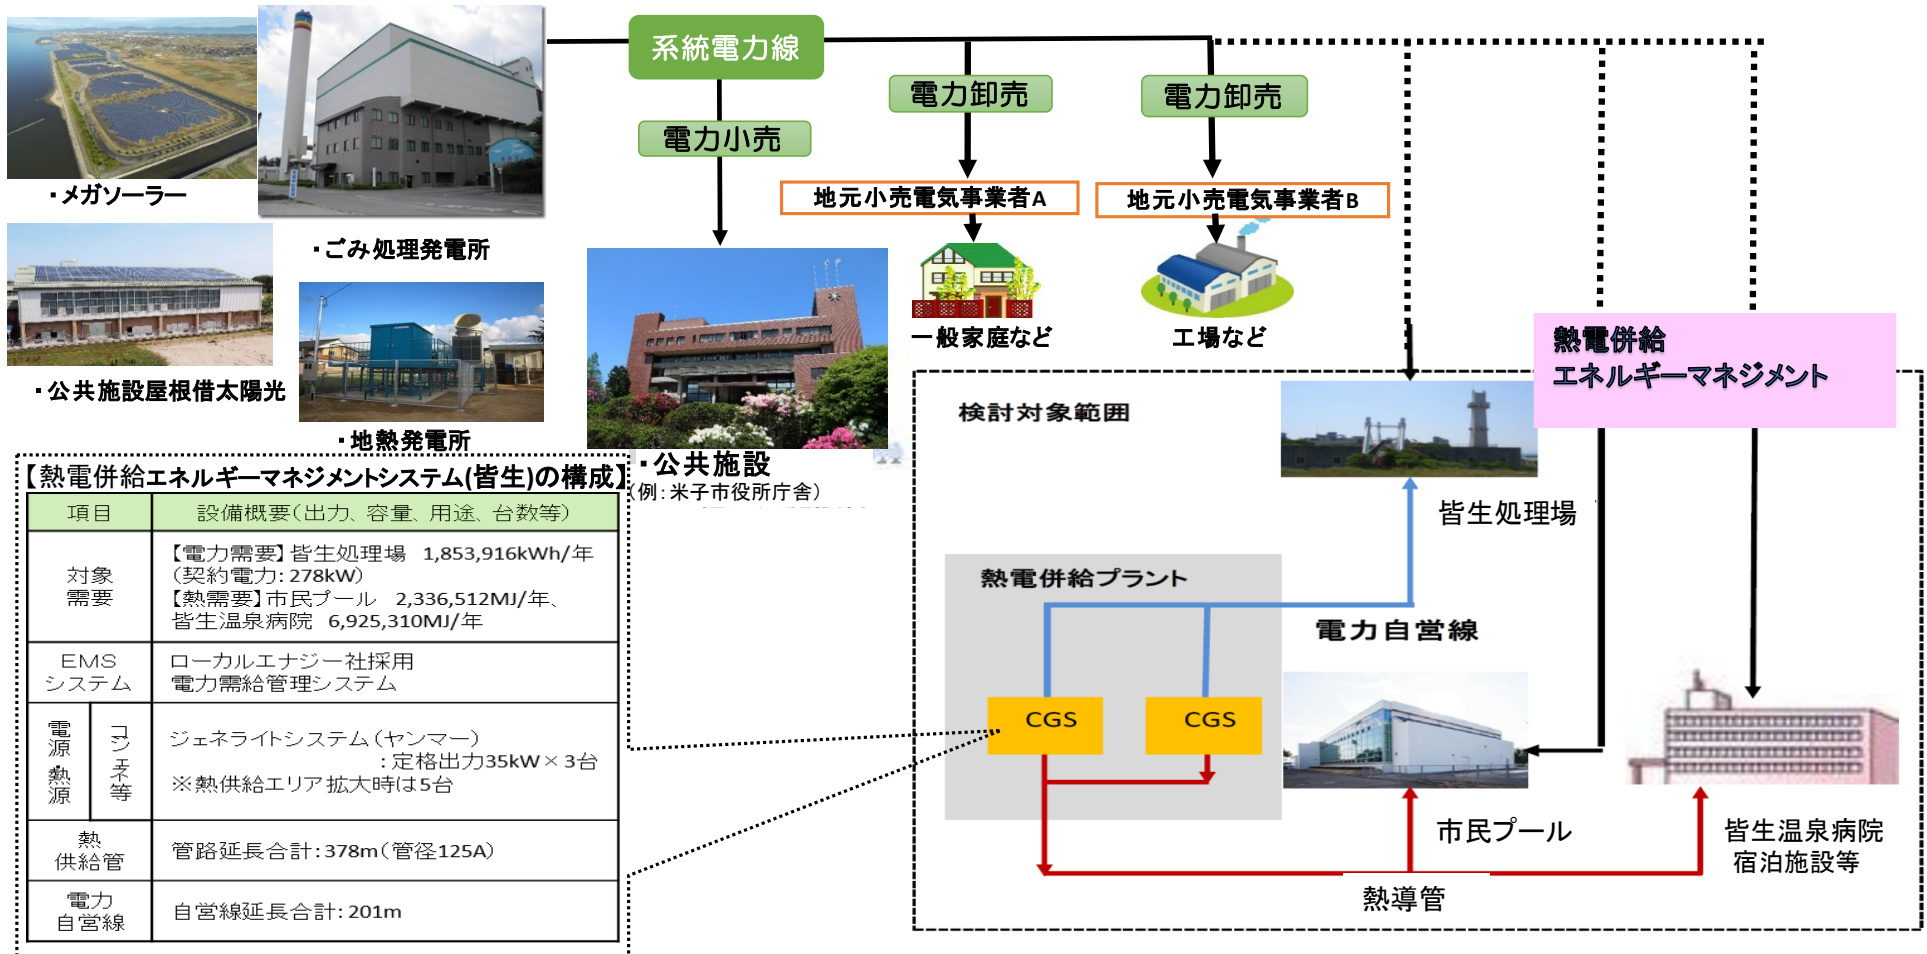 系統電力線
電力小売
電力卸売
電力卸売
地元小売電気事業者A
地元小売電気事業者B
・メガソーラー
・ごみ処理発電所
・公共施設屋根借太陽光
・地熱発電所
・公共施設
(例：米子市役所庁舎)
一般家庭など
工場など
熱電併給
エネルギーマネジメント
検討対象範囲
皆生処理場
熱電併給プラント
電力自営線
CGS
CGS
市民プール
皆生温泉病院
宿泊施設等
熱導管
【熱電併給エネルギーマネジメントシステム(皆生)の構成】
項目
設備概要（出力、容量、用途、台数等）
対象
需要
【電力需要】皆生処理場 1,853,916kWh/年
（契約電力：278kW）
【熱需要】市民プール 2,336,512MJ/年、
皆生温泉病院 6,925,310MJ/年
EMS
システム
ローカルエナジー社採用
電力需給管理システム
電源・熱源
コジェネ等
ジェネライトシステム（ヤンマー）
：定格出力35kW×3台
※熱供給エリア拡大時は5台
熱
供給管
管路延長合計：378m（管径125A）
電力
自営線
自営線延長合計：201m